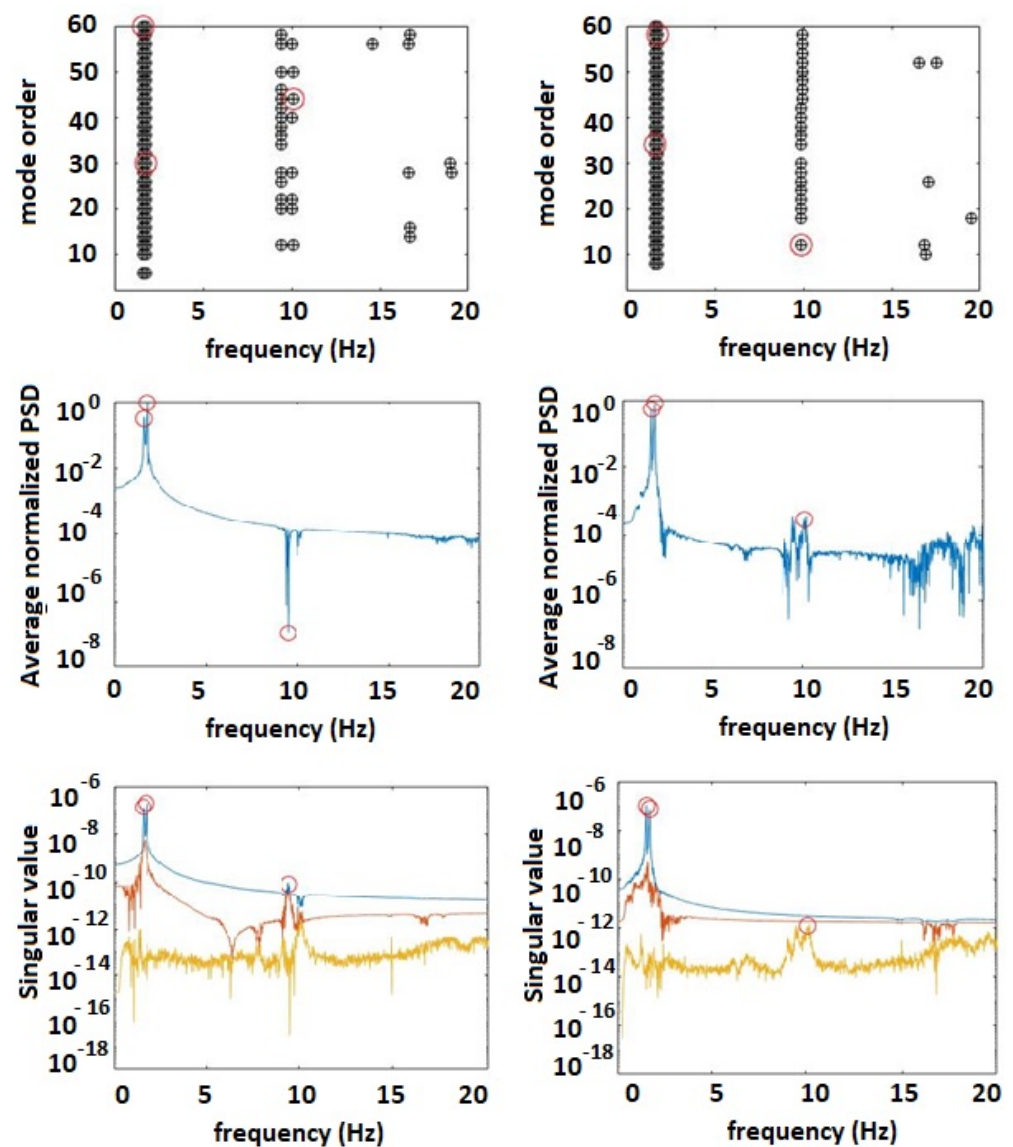 60
50
40
30
20
10
mode order
0 5 10 15 20
frequency (Hz)
60
50
40
30
20
10
mode order
0 5 10 15 20
frequency (Hz)
10^0
10^-2
10^-4
10^-6
10^-8
Average normalized PSD
0 5 10 15 20
frequency (Hz)
10^0
10^-2
10^-4
10^-6
10^-8
Average normalized PSD
0 5 10 15 20
frequency (Hz)
10^-6
10^-8
10^-10
10^-12
10^-14
10^-16
10^-18
Singular value
0 5 10 15 20
frequency (Hz)
10^-6
10^-8
10^-10
10^-12
10^-14
10^-16
10^-18
Singular value
0 5 10 15 20
frequency (Hz)